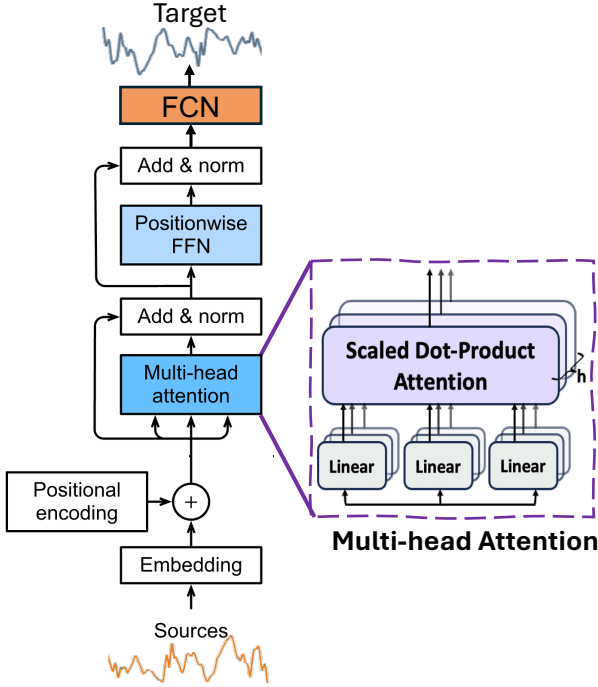 Target
FCN
Add & norm
Positionwise
FFN
Add & norm
Multi-head
attention
Positional
encoding
+
Embedding
Sources
Scaled Dot-Product
Attention
h
Linear
Linear
Linear
Multi-head Attention